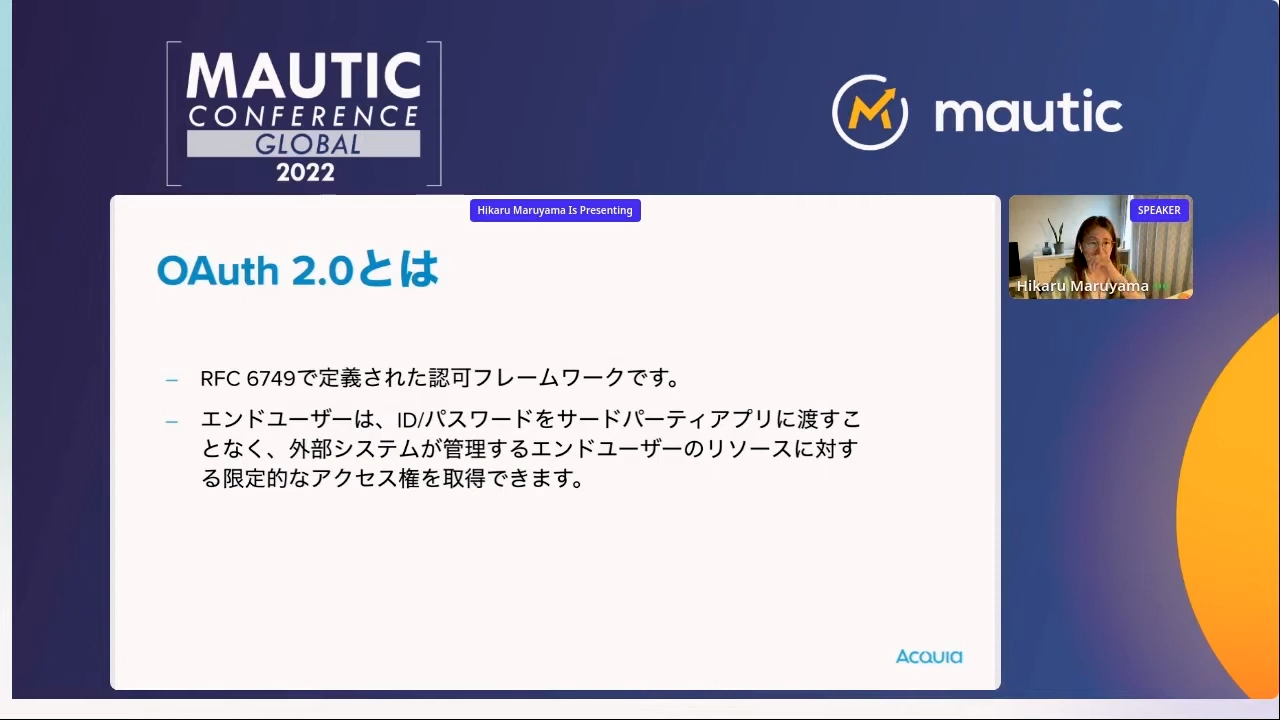 MAUTIC
CONFERENCE
GLOBAL
2022
mautic
Hikaru Maruyama Is Presenting
SPEAKER
Hikaru Maruyama
OAuth 2.0とは
– RFC 6749で定義された認可フレームワークです。
– エンドユーザーは、ID/パスワードをサードパーティアプリに渡すこ
となく、外部システムが管理するエンドユーザーのリソースに対す
る限定的なアクセス権を取得できます。
Acquia